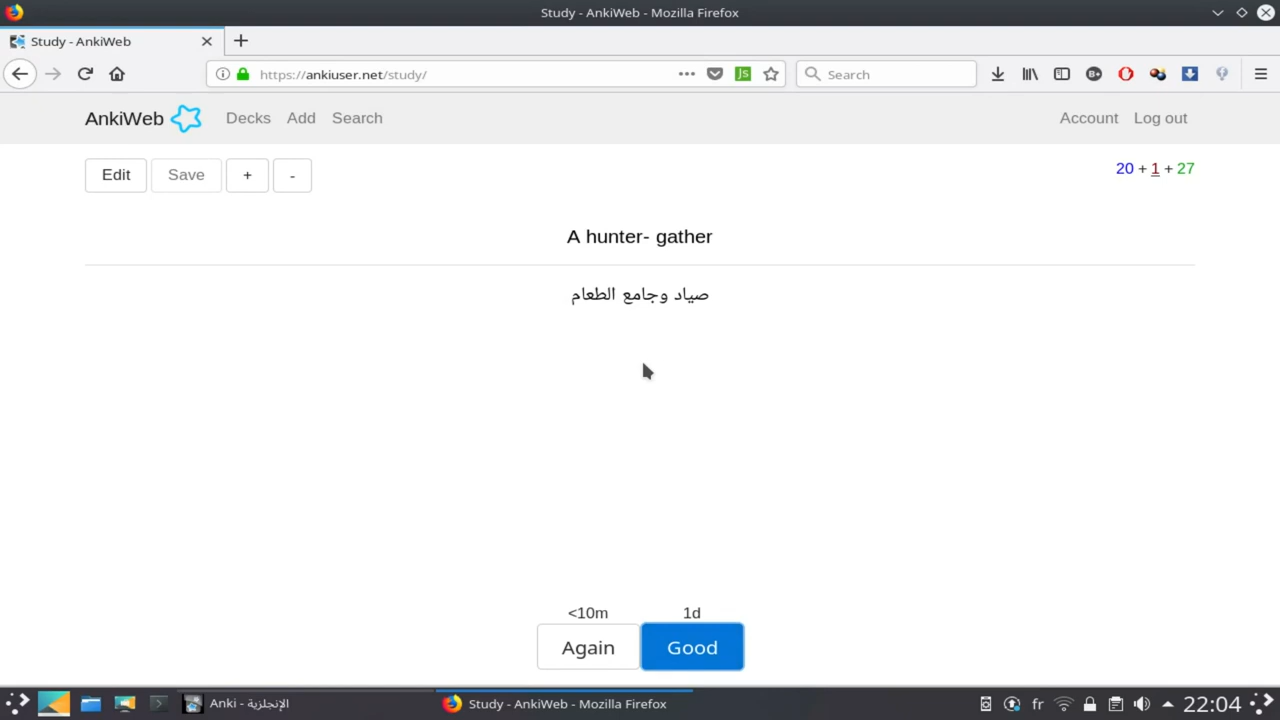 Study - AnkiWeb - Mozilla Firefox
Study - AnkiWeb
https://ankiuser.net/study/
Js
Search
AnkiWeb Decks Add Search Account Log out
Edit Save + -
20 + 1 + 27
A hunter- gather
صياد وجامع الطعام
<10m 1d
Again Good
Anki - الإنجلزية
Study - AnkiWeb - Mozilla Firefox
fr
22:04